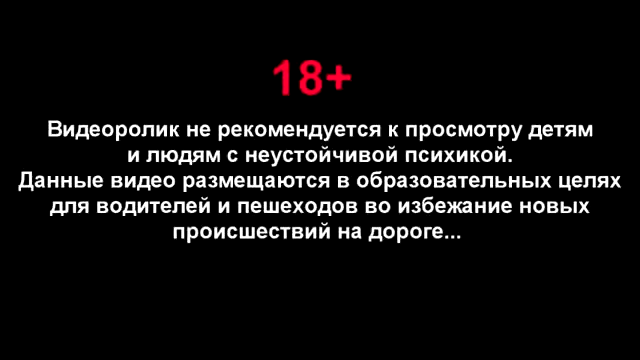 18+
Видеоролик не рекомендуется к просмотру детям
и людям с неустойчивой психикой.
Данные видео размещаются в образовательных целях
для водителей и пешеходов во избежание новых
происшествий на дороге...